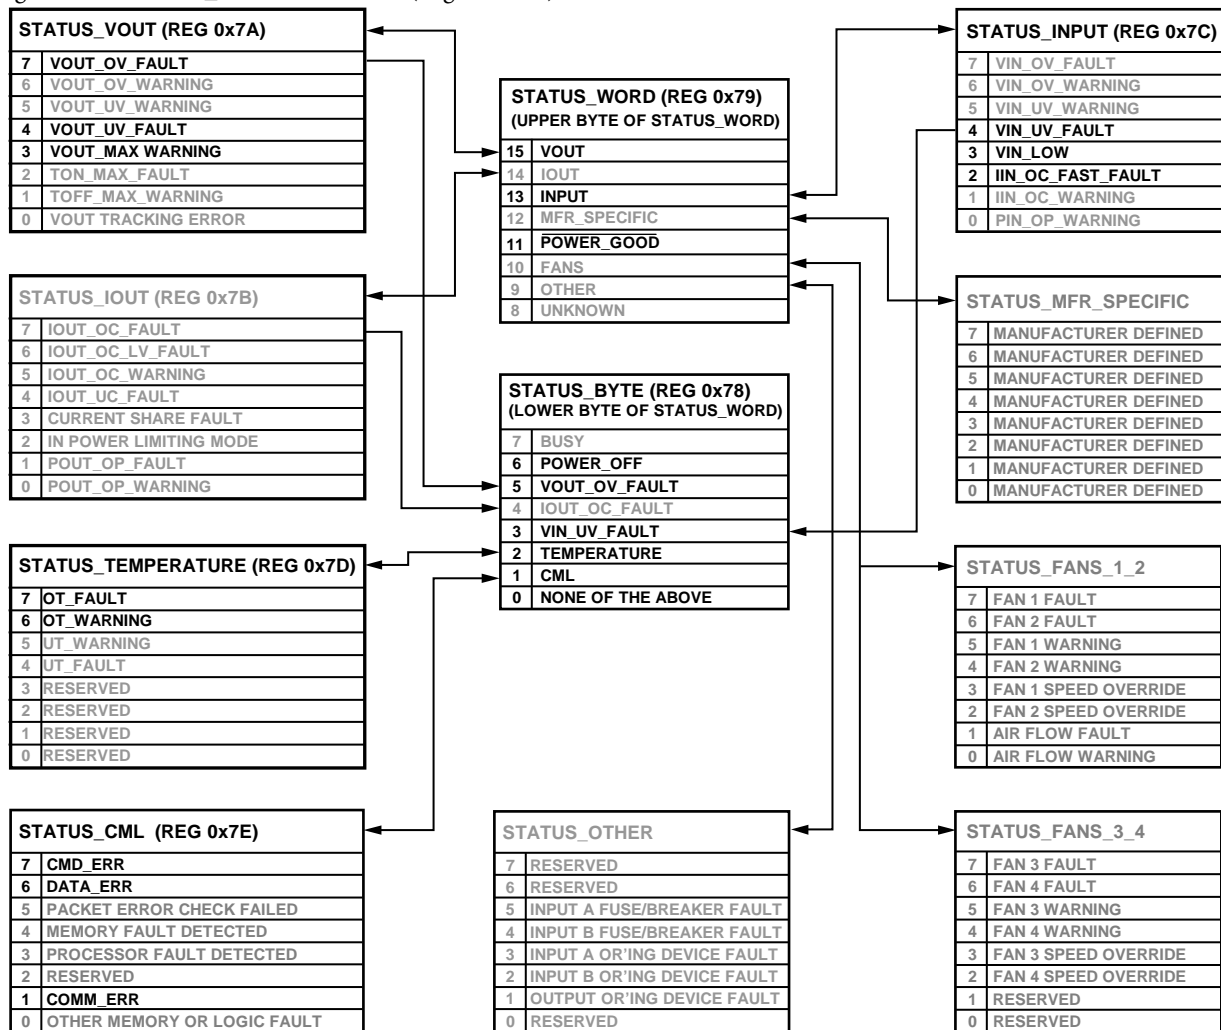 STATUS_VOUT (REG 0x7A)
7 VOUT_OV_FAULT
6 VOUT_OV_WARNING
5 VOUT_UV_WARNING
4 VOUT_UV_FAULT
3 VOUT_MAX WARNING
2 TON_MAX_FAULT
1 TOFF_MAX_WARNING
0 VOUT TRACKING ERROR
STATUS_IOUT (REG 0x7B)
7 IOUT_OC_FAULT
6 IOUT_OC_LV_FAULT
5 IOUT_OC_WARNING
4 IOUT_UC_FAULT
3 CURRENT SHARE FAULT
2 IN POWER LIMITING MODE
1 POUT_OP_FAULT
0 POUT_OP_WARNING
STATUS_TEMPERATURE (REG 0x7D)
7 OT_FAULT
6 OT_WARNING
5 UT_WARNING
4 UT_FAULT
3 RESERVED
2 RESERVED
1 RESERVED
0 RESERVED
STATUS_CML (REG 0x7E)
7 CMD_ERR
6 DATA_ERR
5 PACKET ERROR CHECK FAILED
4 MEMORY FAULT DETECTED
3 PROCESSOR FAULT DETECTED
2 RESERVED
1 COMM_ERR
0 OTHER MEMORY OR LOGIC FAULT
STATUS_WORD (REG 0x79)
(UPPER BYTE OF STATUS_WORD)
15 VOUT
14 IOUT
13 INPUT
12 MFR_SPECIFIC
11 POWER_GOOD
10 FANS
9 OTHER
8 UNKNOWN
STATUS_BYTE (REG 0x78)
(LOWER BYTE OF STATUS_WORD)
7 BUSY
6 POWER_OFF
5 VOUT_OV_FAULT
4 IOUT_OC_FAULT
3 VIN_UV_FAULT
2 TEMPERATURE
1 CML
0 NONE OF THE ABOVE
STATUS_OTHER
7 RESERVED
6 RESERVED
5 INPUT A FUSE/BREAKER FAULT
4 INPUT B FUSE/BREAKER FAULT
3 INPUT A OR'ING DEVICE FAULT
2 INPUT B OR'ING DEVICE FAULT
1 OUTPUT OR'ING DEVICE FAULT
0 RESERVED
STATUS_INPUT (REG 0x7C)
7 VIN_OV_FAULT
6 VIN_OV_WARNING
5 VIN_UV_WARNING
4 VIN_UV_FAULT
3 VIN_LOW
2 IIN_OC_FAST_FAULT
1 IIN_OC_WARNING
0 PIN_OP_WARNING
STATUS_MFR_SPECIFIC
7 MANUFACTURER DEFINED
6 MANUFACTURER DEFINED
5 MANUFACTURER DEFINED
4 MANUFACTURER DEFINED
3 MANUFACTURER DEFINED
2 MANUFACTURER DEFINED
1 MANUFACTURER DEFINED
0 MANUFACTURER DEFINED
STATUS_FANS_1_2
7 FAN 1 FAULT
6 FAN 2 FAULT
5 FAN 1 WARNING
4 FAN 2 WARNING
3 FAN 1 SPEED OVERRIDE
2 FAN 2 SPEED OVERRIDE
1 AIR FLOW FAULT
0 AIR FLOW WARNING
STATUS_FANS_3_4
7 FAN 3 FAULT
6 FAN 4 FAULT
5 FAN 3 WARNING
4 FAN 4 WARNING
3 FAN 3 SPEED OVERRIDE
2 FAN 4 SPEED OVERRIDE
1 RESERVED
0 RESERVED